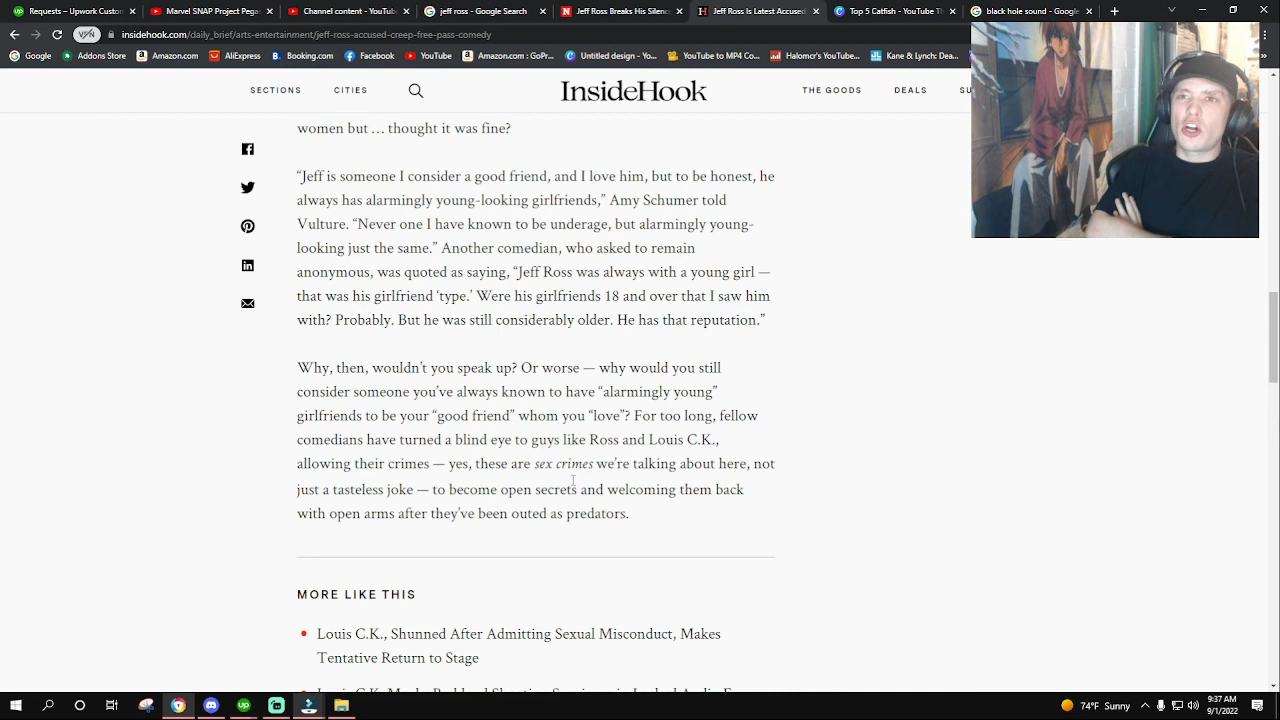 Requests - Upwork Custom
Marvel SNAP Project - YouT
Channel content - YouTube
jeff ross - Google Search
Jeff Ross Breaks His Silenc
Jeff Ross Is Latest Accused
Top 5 Catfish - YouTube Th
black hole sound - Google
VPN
insidehook.com/daily_brief/arts-entertainment/jeff-ross-accused-creep-free-pass-comedy
Google
Addons Store
Amazon.com
AliExpress
Booking.com
Facebook
YouTube
Amazon.com : GoPr...
Untitled design - Yo...
YouTube to MP4 Co...
Halomcr's YouTube...
Kane & Lynch: Dea...
SECTIONS
CITIES
InsideHook
THE GOODS
DEALS
women but … thought it was fine?
“Jeff is someone I consider a good friend, and I love him, but to be honest, he
always has alarmingly young-looking girlfriends,” Amy Schumer told
Vulture. “Never one I have known to be underage, but alarmingly young-
looking just the same.” Another comedian, who asked to remain
anonymous, was quoted as saying, “Jeff Ross was always with a young girl —
that was his girlfriend ‘type.’ Were his girlfriends 18 and over that I saw him
with? Probably. But he was still considerably older. He has that reputation.”
Why, then, wouldn’t you speak up? Or worse — why would you still
consider someone you’ve always known to have “alarmingly young”
girlfriends to be your “good friend” whom you “love”? For too long, fellow
comedians have turned a blind eye to guys like Ross and Louis C.K.,
allowing their crimes — yes, these are sex crimes we’re talking about here, not
just a tasteless joke — to become open secrets and welcoming them back
with open arms after they’ve been outed as predators.
MORE LIKE THIS
Louis C.K., Shunned After Admitting Sexual Misconduct, Makes
Tentative Return to Stage
74°F Sunny
9:37 AM
9/1/2022